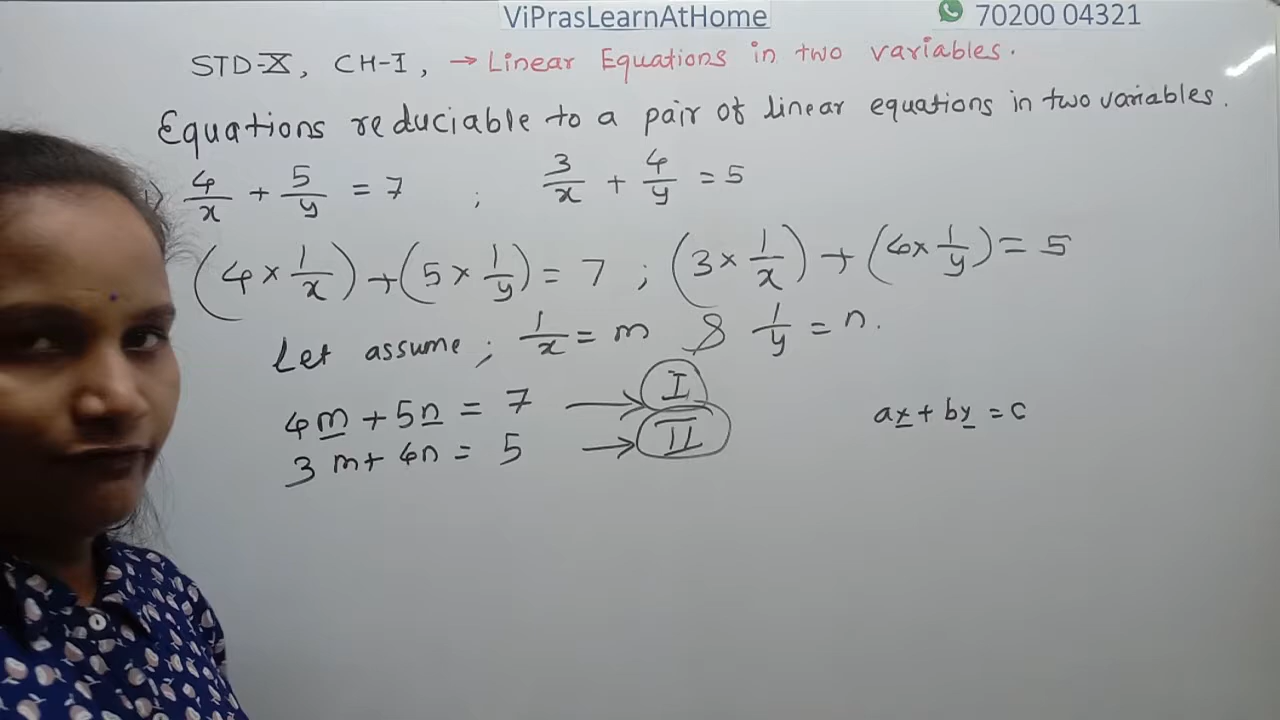 ViPrasLearnAtHome 70200 04321
STD-X, CH-I, → Linear Equations in two variables.
Equations reduciable to a pair of linear equations in two variables.
4/x + 5/y = 7 ; 3/x + 4/y = 5
(4 × 1/x) + (5 × 1/y) = 7 ; (3 × 1/x) + (4 × 1/y) = 5
Let assume ; 1/x = m & 1/y = n.
4m + 5n = 7 → I
ax + by = c
3m + 4n = 5 → II